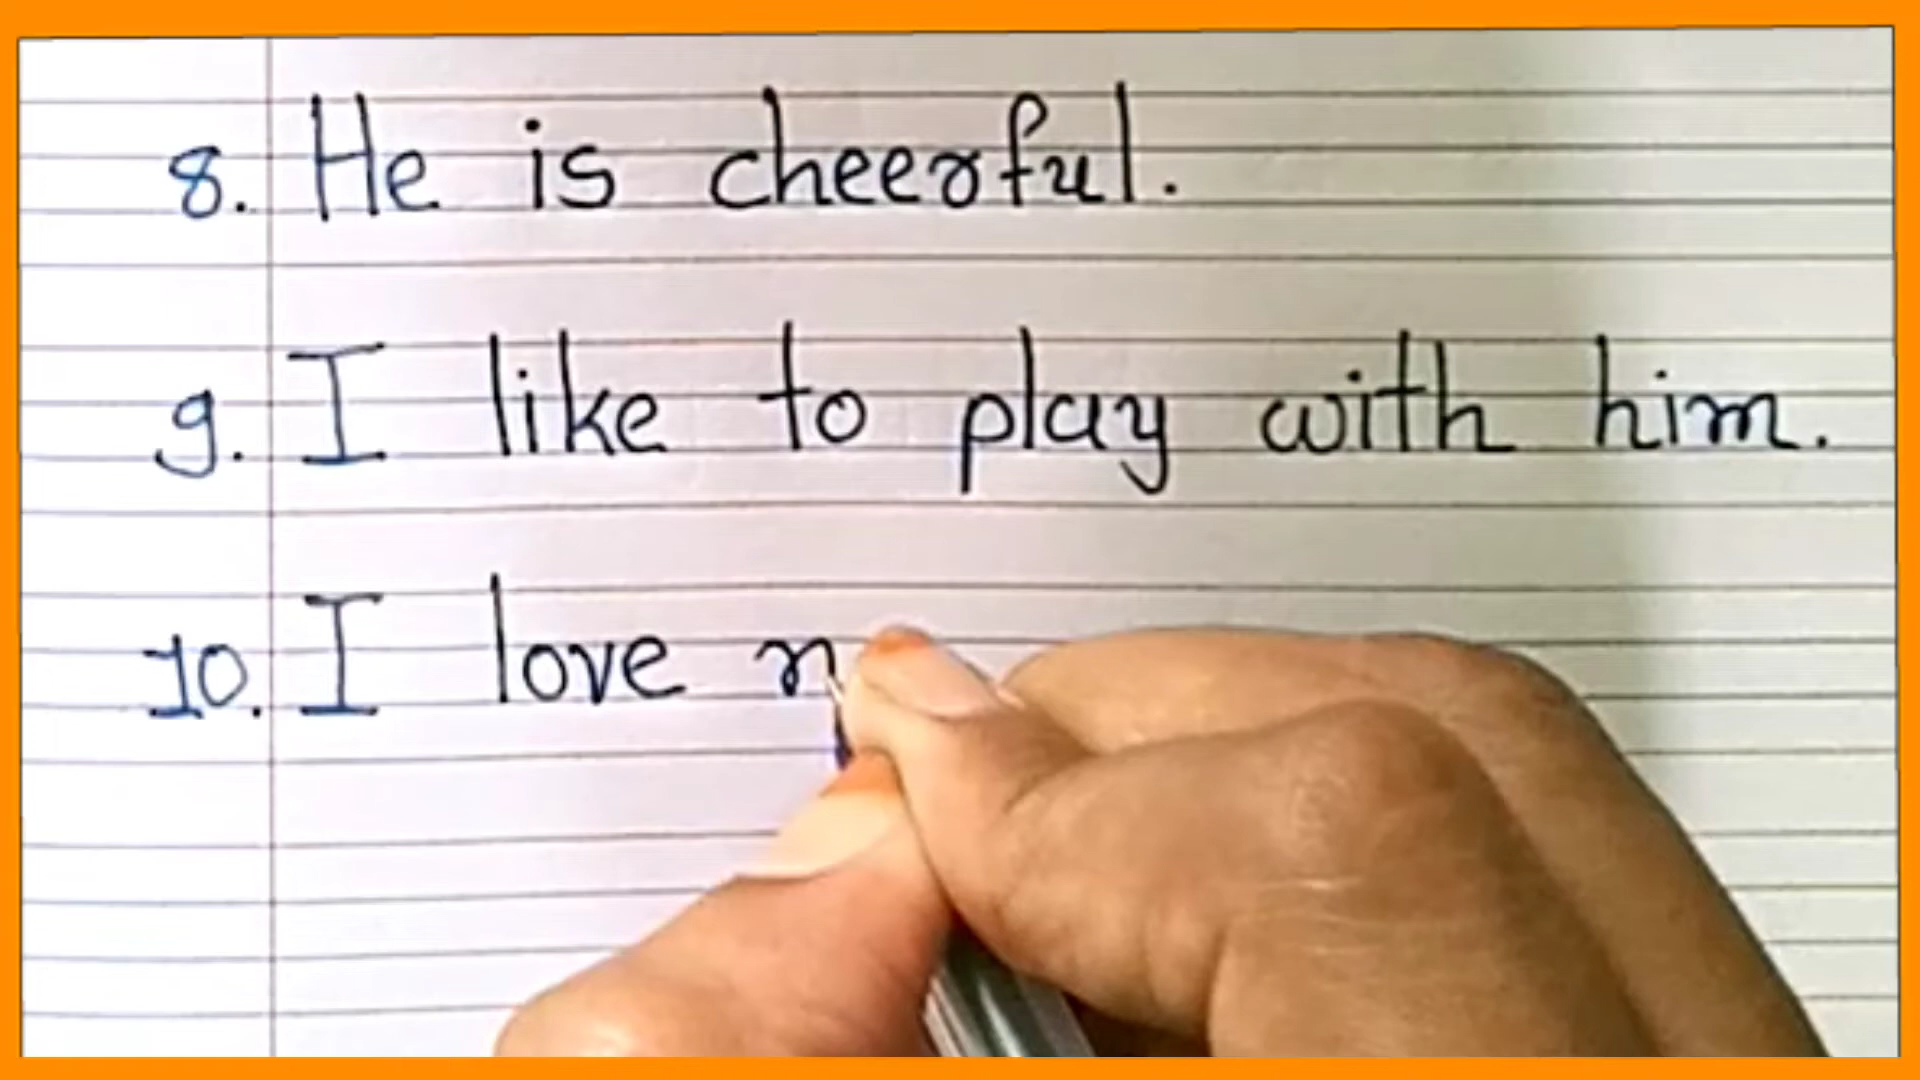 8. He is cheerful.
9. I like to play with him.
10. I love